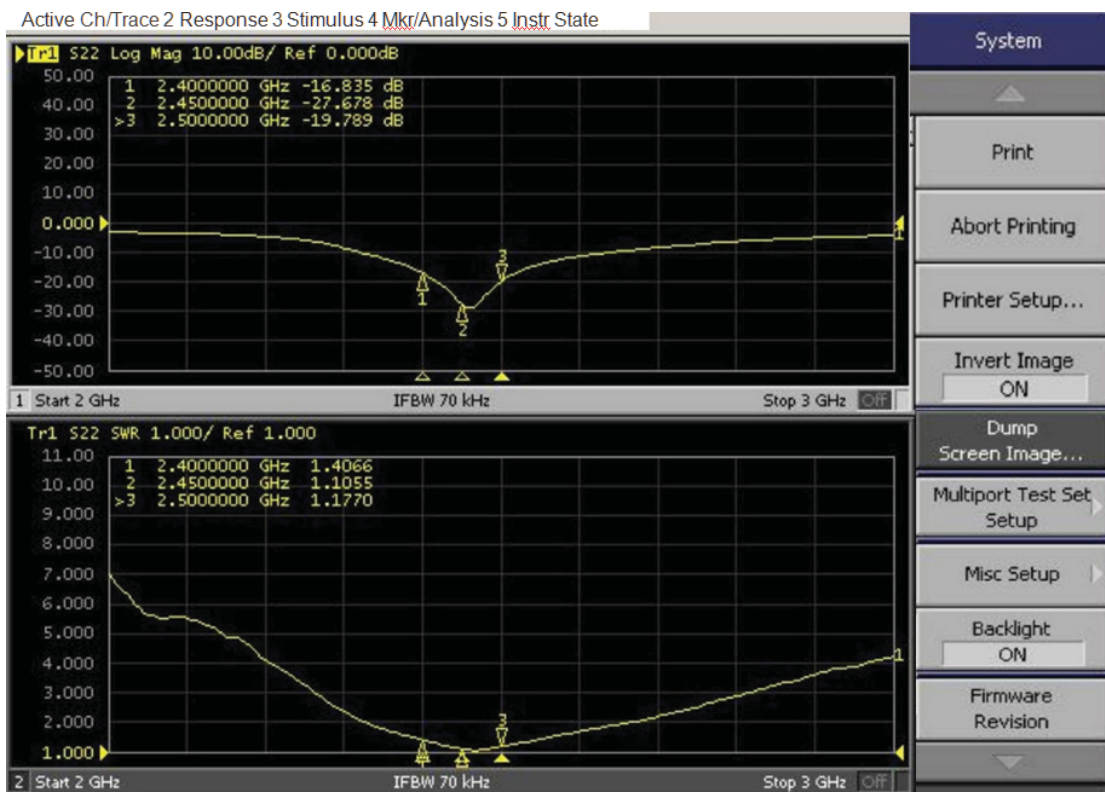 Active Ch/Trace 2 Response 3 Stimulus 4 Mkr/Analysis 5 Instr State
Tr1 S22 Log Mag 10.00dB/ Ref 0.000dB
50.00
40.00
30.00
20.00
10.00
0.000
-10.00
-20.00
-30.00
-40.00
-50.00
1 2.4000000 GHz -16.835 dB
2 2.4500000 GHz -27.678 dB
>3 2.5000000 GHz -19.789 dB
1
2
3
1
1 Start 2 GHz IFBW 70 kHz Stop 3 GHz Off
Tr1 S22 SWR 1.000/ Ref 1.000
11.00
10.00
9.000
8.000
7.000
6.000
5.000
4.000
3.000
2.000
1.000
1 2.4000000 GHz 1.4066
2 2.4500000 GHz 1.1055
>3 2.5000000 GHz 1.1770
3
1
2 Start 2 GHz IFBW 70 kHz Stop 3 GHz Off
System
Print
Abort Printing
Printer Setup...
Invert Image
ON
Dump
Screen Image...
Multiport Test Set
Setup
Misc Setup
Backlight
ON
Firmware
Revision